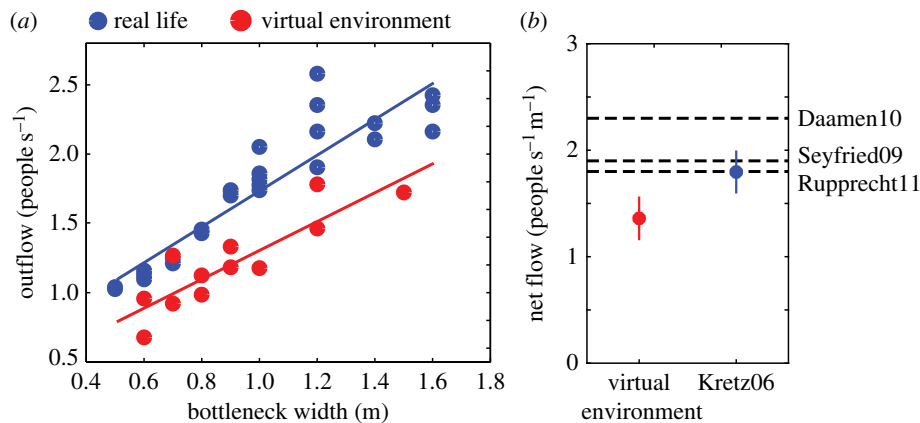 (a) real life virtual environment
outflow (people s⁻¹)
2.5
2.0
1.5
1.0
0.5
0.4 0.6 0.8 1.0 1.2 1.4 1.6 1.8
bottleneck width (m)
(b)
net flow (people s⁻¹ m⁻¹)
3
2
1
0
Daamen10
Seyfried09
Rupprecht11
virtual
environment
Kretz06